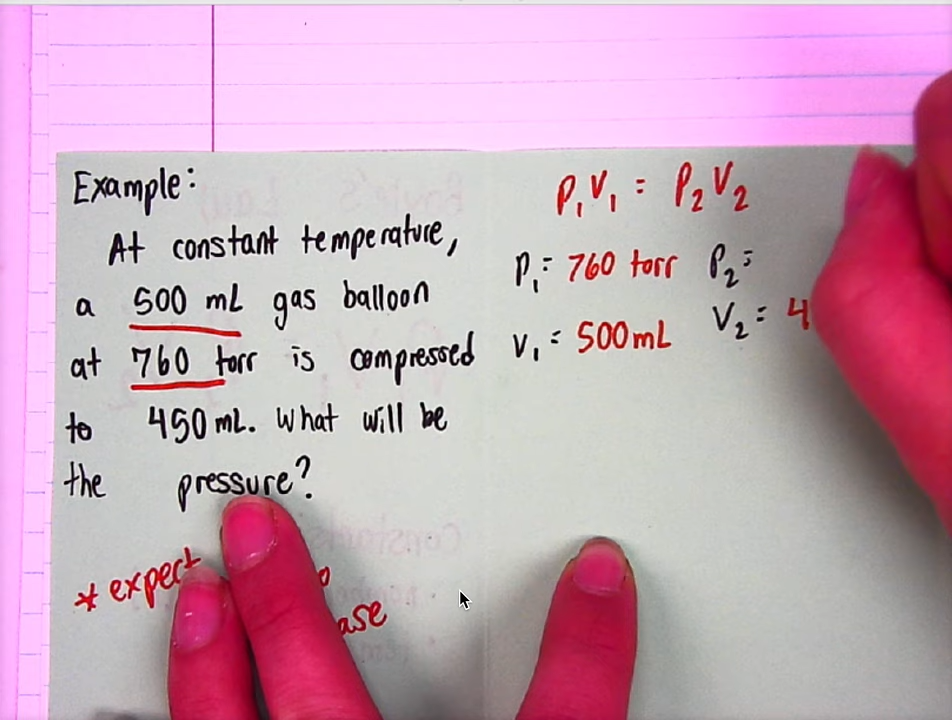 Example:
At constant temperature,
a 500 mL gas balloon
at 760 torr is compressed
to 450 mL. What will be
the pressure?
* expect
P₁V₁ = P₂V₂
P₁ = 760 torr P₂ =
V₁ = 500 mL V₂ = 4